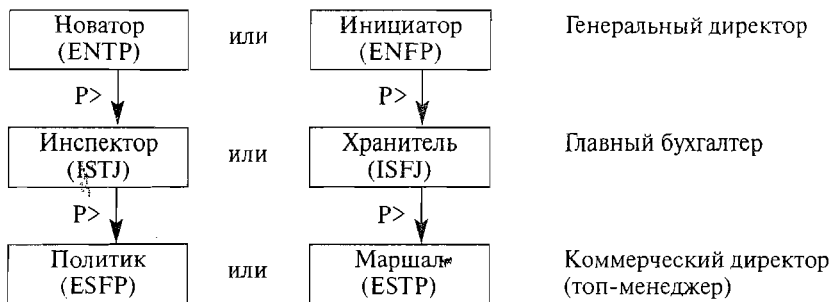 Новатор или Инициатор Генеральный директор
(ENTP) (ENFP)
P> P>
Инспектор или Хранитель Главный бухгалтер
(ISTJ) (ISFJ)
P> P>
Политик или Маршал Коммерческий директор
(ESFP) (ESTP) (топ-менеджер)